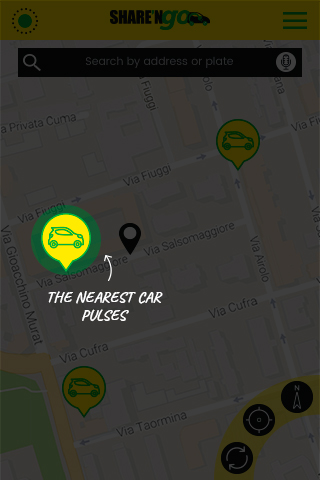 SHARE'N go
Search by address or plate
Via Privata Cuma
Via Fiuggi
Via Fiuggi
Via Fiuggi
Via Gioacchino Murat
Via Salsomaggiore
Via Salsomaggiore
Via Airolo
THE NEAREST CAR
PULSES
Via Cufra
Via Cufra
Via Taormina
N